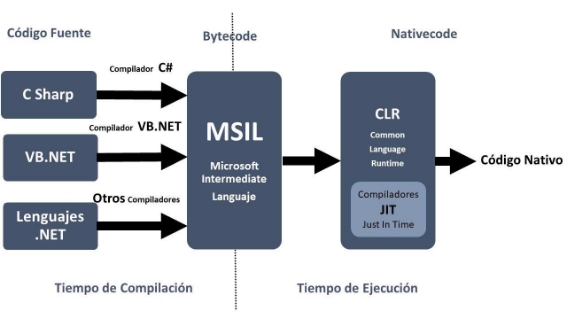 Código Fuente
Bytecode
Nativecode
Compilador C#
C Sharp
Compilador VB.NET
VB.NET
Otros Compiladores
Lenguajes
.NET
MSIL
Microsoft
Intermediate
Languaje
CLR
Common
Language
Runtime
Compiladores
JIT
Just In Time
Código Nativo
Tiempo de Compilación
Tiempo de Ejecución